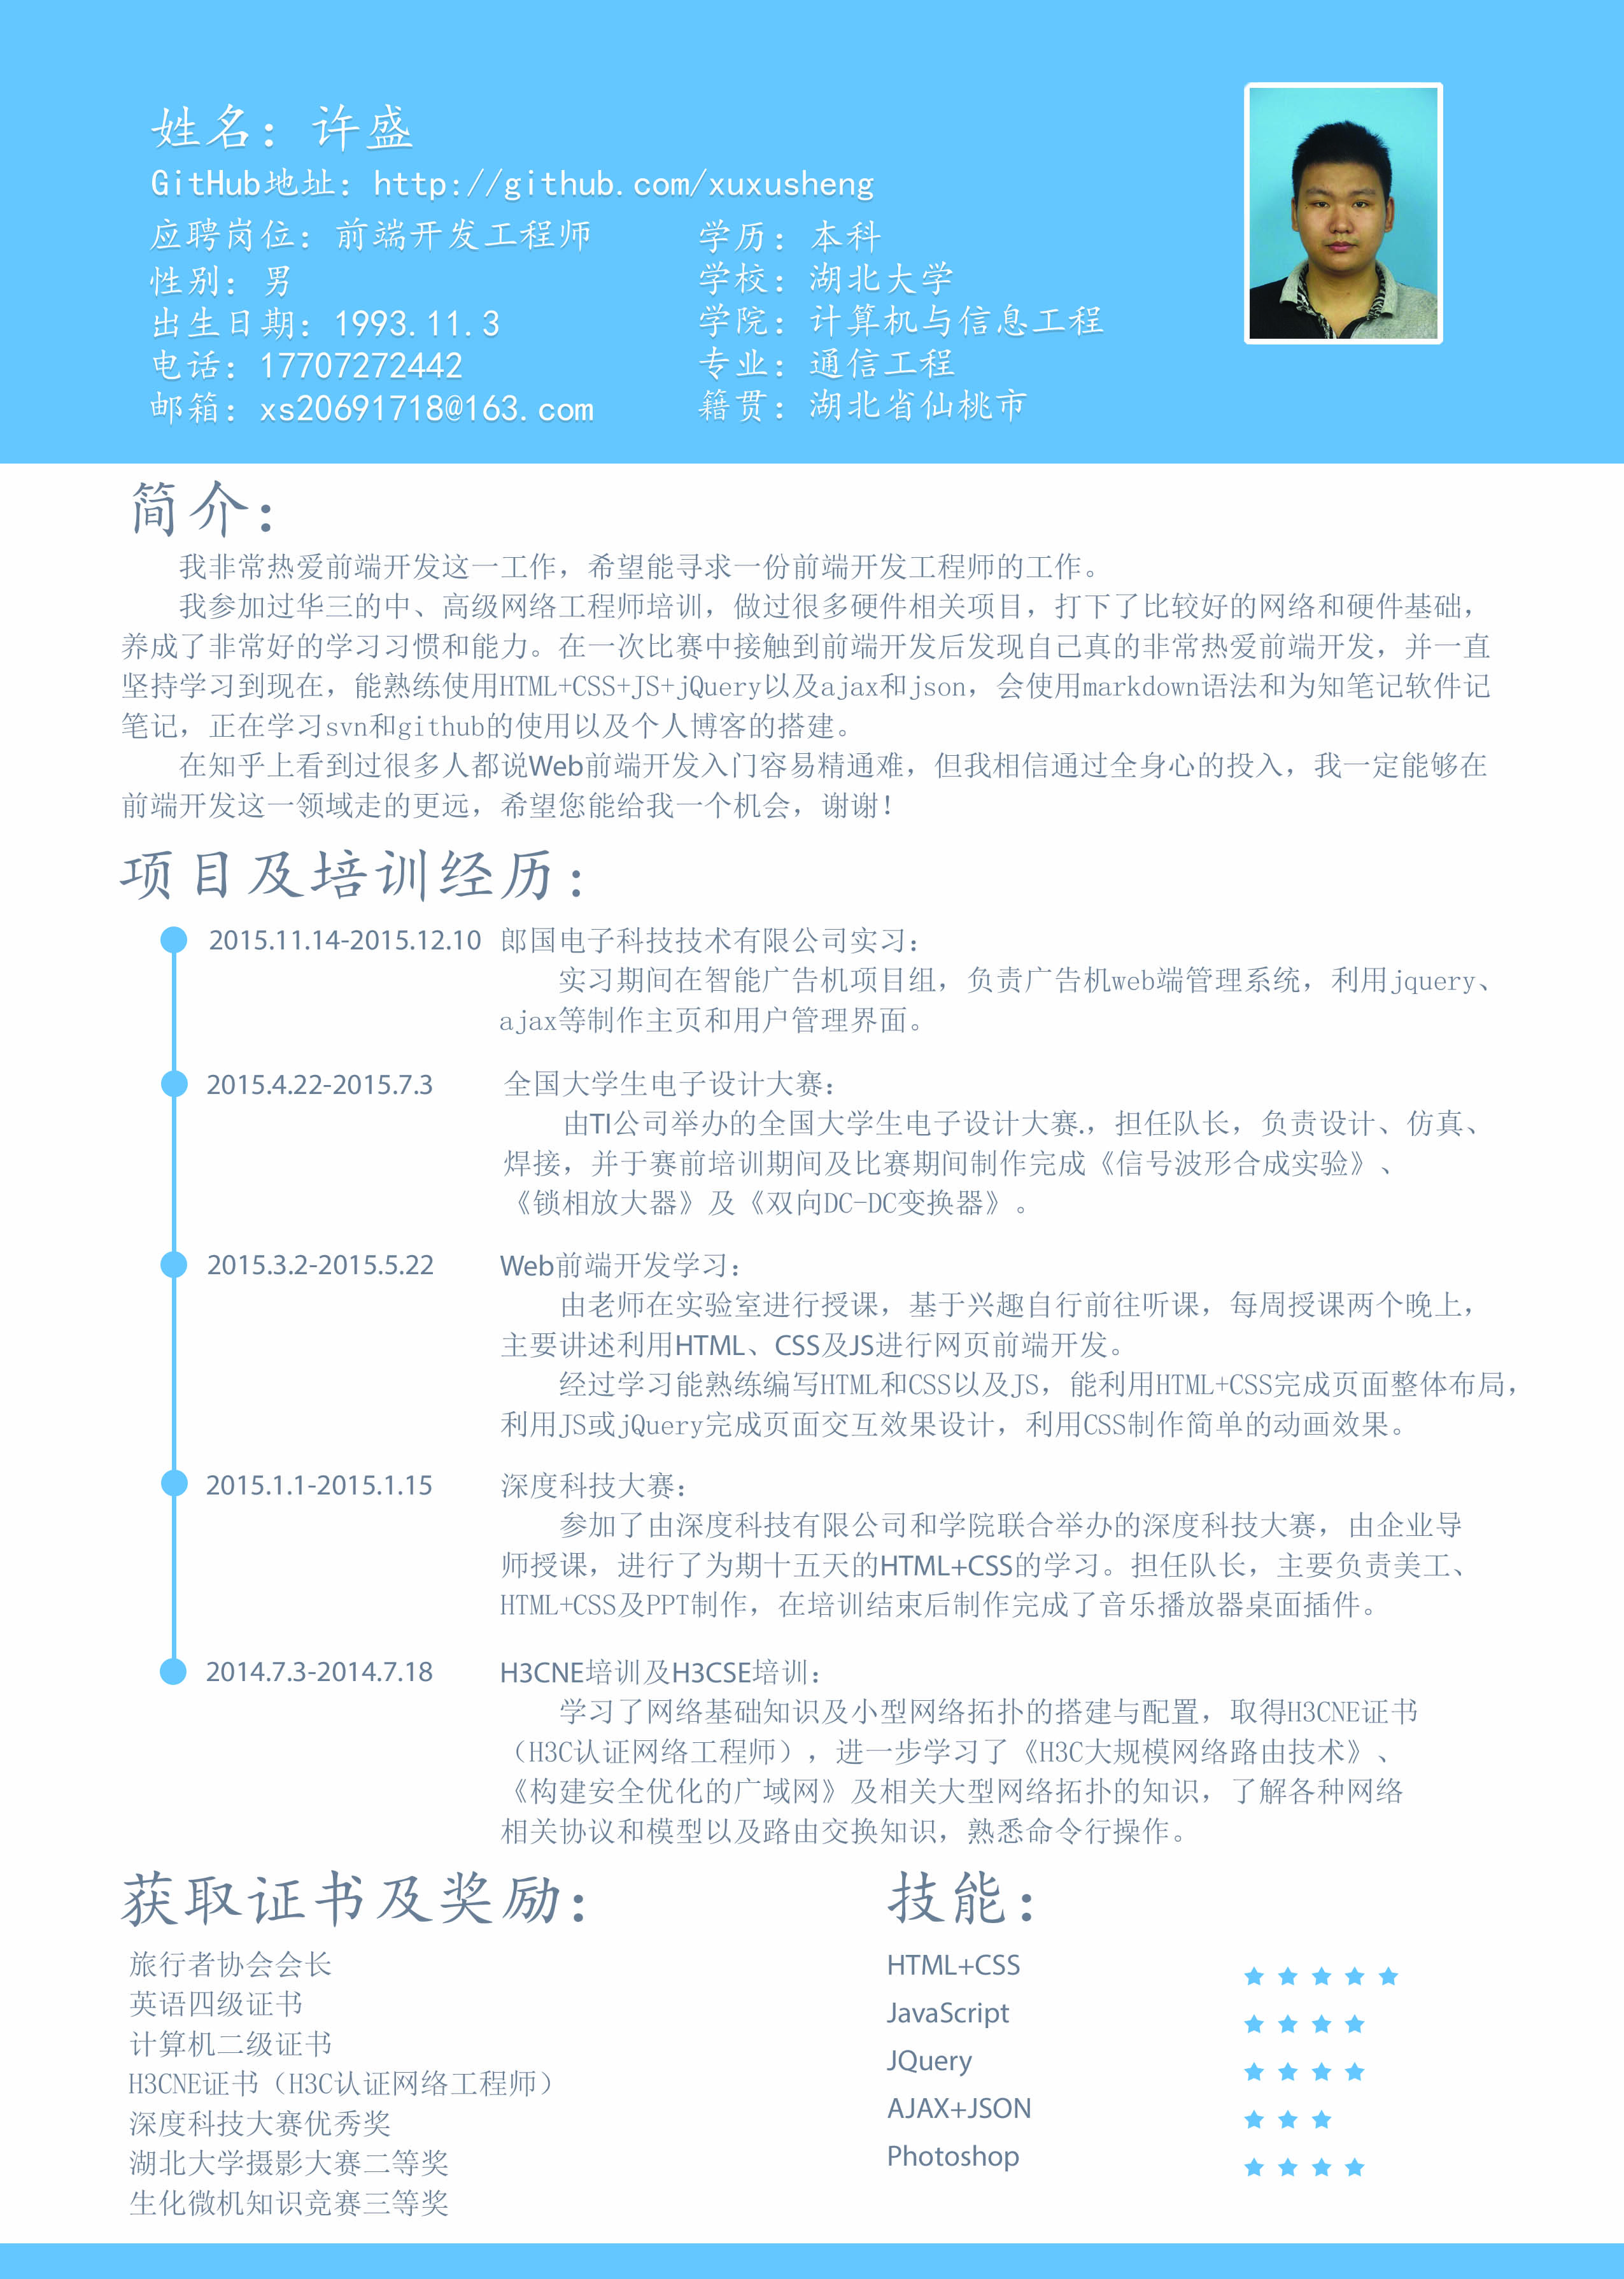 姓名：许盛
GitHub地址：http://github.com/xuxusheng
应聘岗位：前端开发工程师
性别：男
出生日期：1993.11.3
电话：17707272442
邮箱：xs20691718@163.com
学历：本科
学校：湖北大学
学院：计算机与信息工程
专业：通信工程
籍贯：湖北省仙桃市
简介：
我非常热爱前端开发这一工作，希望能寻求一份前端开发工程师的工作。
我参加过华三的中、高级网络工程师培训，做过很多硬件相关项目，打下了比较好的网络和硬件基础，
养成了非常好的学习习惯和能力。在一次比赛中接触到前端开发后发现自己真的非常热爱前端开发，并一直
坚持学习到现在，能熟练使用HTML+CSS+JS+jQuery以及ajax和json，会使用markdown语法和为知笔记软件记
笔记，正在学习svn和github的使用以及个人博客的搭建。
在知乎上看到过很多人都说Web前端开发入门容易精通难，但我相信通过全身心的投入，我一定能够在
前端开发这一领域走的更远，希望您能给我一个机会，谢谢！
项目及培训经历：
2015.11.14-2015.12.10 郎国电子科技技术有限公司实习：
实习期间在智能广告机项目组，负责广告机web端管理系统，利用jquery、
ajax等制作主页和用户管理界面。
2015.4.22-2015.7.3 全国大学生电子设计大赛：
由TI公司举办的全国大学生电子设计大赛.，担任队长，负责设计、仿真、
焊接，并于赛前培训期间及比赛期间制作完成《信号波形合成实验》、
《锁相放大器》及《双向DC-DC变换器》。
2015.3.2-2015.5.22 Web前端开发学习：
由老师在实验室进行授课，基于兴趣自行前往听课，每周授课两个晚上，
主要讲述利用HTML、CSS及JS进行网页前端开发。
经过学习能熟练编写HTML和CSS以及JS，能利用HTML+CSS完成页面整体布局，
利用JS或jQuery完成页面交互效果设计，利用CSS制作简单的动画效果。
2015.1.1-2015.1.15 深度科技大赛：
参加了由深度科技有限公司和学院联合举办的深度科技大赛，由企业导
师授课，进行了为期十五天的HTML+CSS的学习。担任队长，主要负责美工、
HTML+CSS及PPT制作，在培训结束后制作完成了音乐播放器桌面插件。
2014.7.3-2014.7.18 H3CNE培训及H3CSE培训：
学习了网络基础知识及小型网络拓扑的搭建与配置，取得H3CNE证书
（H3C认证网络工程师），进一步学习了《H3C大规模网络路由技术》、
《构建安全优化的广域网》及相关大型网络拓扑的知识，了解各种网络
相关协议和模型以及路由交换知识，熟悉命令行操作。
获取证书及奖励：
旅行者协会会长
英语四级证书
计算机二级证书
H3CNE证书（H3C认证网络工程师）
深度科技大赛优秀奖
湖北大学摄影大赛二等奖
生化微机知识竞赛三等奖
技能：
HTML+CSS
JavaScript
JQuery
AJAX+JSON
Photoshop